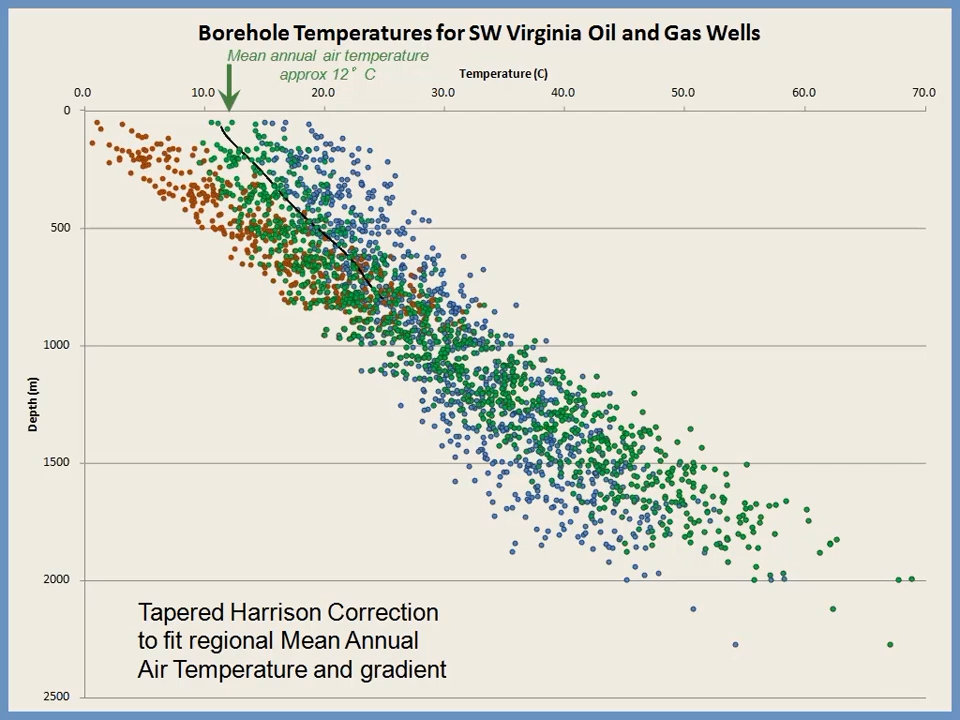 Borehole Temperatures for SW Virginia Oil and Gas Wells
Mean annual air temperature
approx 12° C
Temperature (C)
0.0 10.0 20.0 30.0 40.0 50.0 60.0 70.0
0
500
1000
Depth (m)
1500
2000
Tapered Harrison Correction
to fit regional Mean Annual
Air Temperature and gradient
2500